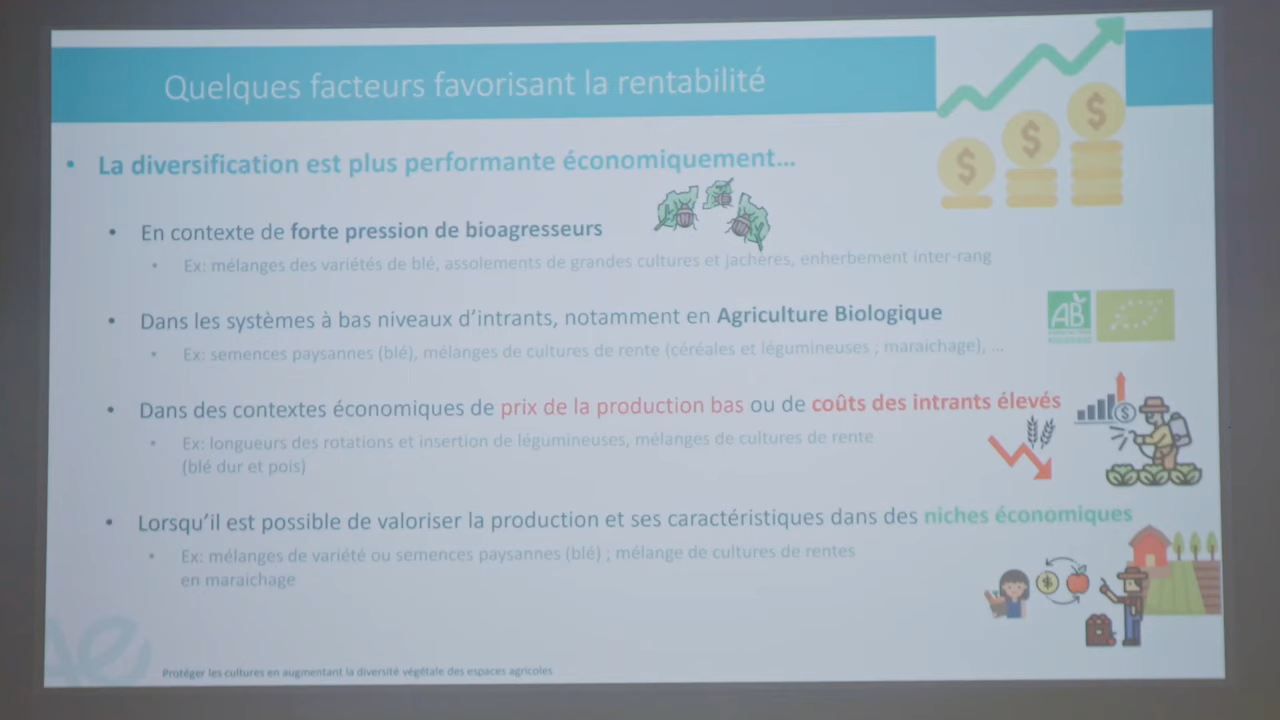 Quelques facteurs favorisant la rentabilité
• La diversification est plus performante économiquement...
• En contexte de forte pression de bioagresseurs
• Ex: mélanges des variétés de blé, assolements de grandes cultures et jachères, enherbement inter-rang
• Dans les systèmes à bas niveaux d'intrants, notamment en Agriculture Biologique
AB
• Ex: semences paysannes (blé), mélanges de cultures de rente (céréales et légumineuses ; maraichage), ...
• Dans des contextes économiques de prix de la production bas ou de coûts des intrants élevés
• Ex: longueurs des rotations et insertion de légumineuses, mélanges de cultures de rente
(blé dur et pois)
• Lorsqu'il est possible de valoriser la production et ses caractéristiques dans des niches économiques
• Ex: mélanges de variété ou semences paysannes (blé) ; mélange de cultures de rentes
en maraichage
Protéger les cultures en augmentant la diversité végétale des espaces agricoles